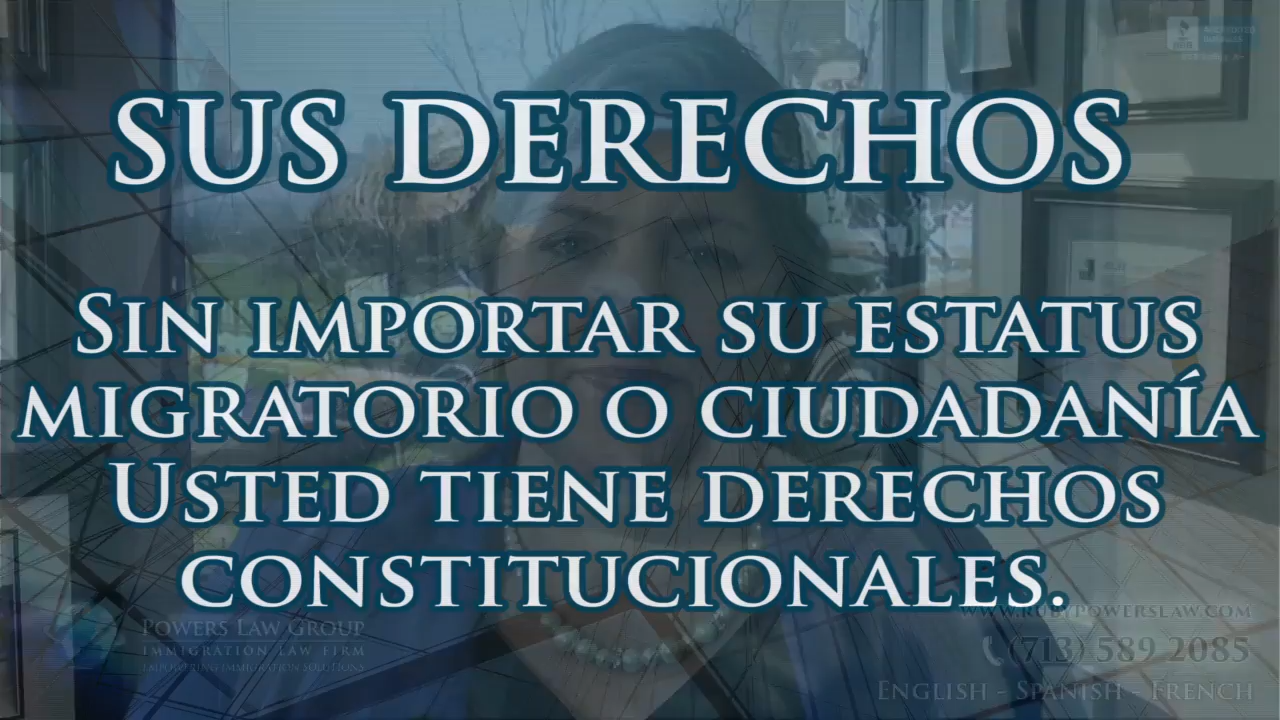 SUS DERECHOS
SIN IMPORTAR SU ESTATUS
MIGRATORIO O CIUDADANÍA
USTED TIENE DERECHOS
CONSTITUCIONALES.
WWW.RUBYPOWERSLAW.COM
POWERS LAW GROUP
IMMIGRATION LAW FIRM
EMPOWERING IMMIGRATION SOLUTIONS
(713) 589 2085
ENGLISH - SPANISH - FRENCH